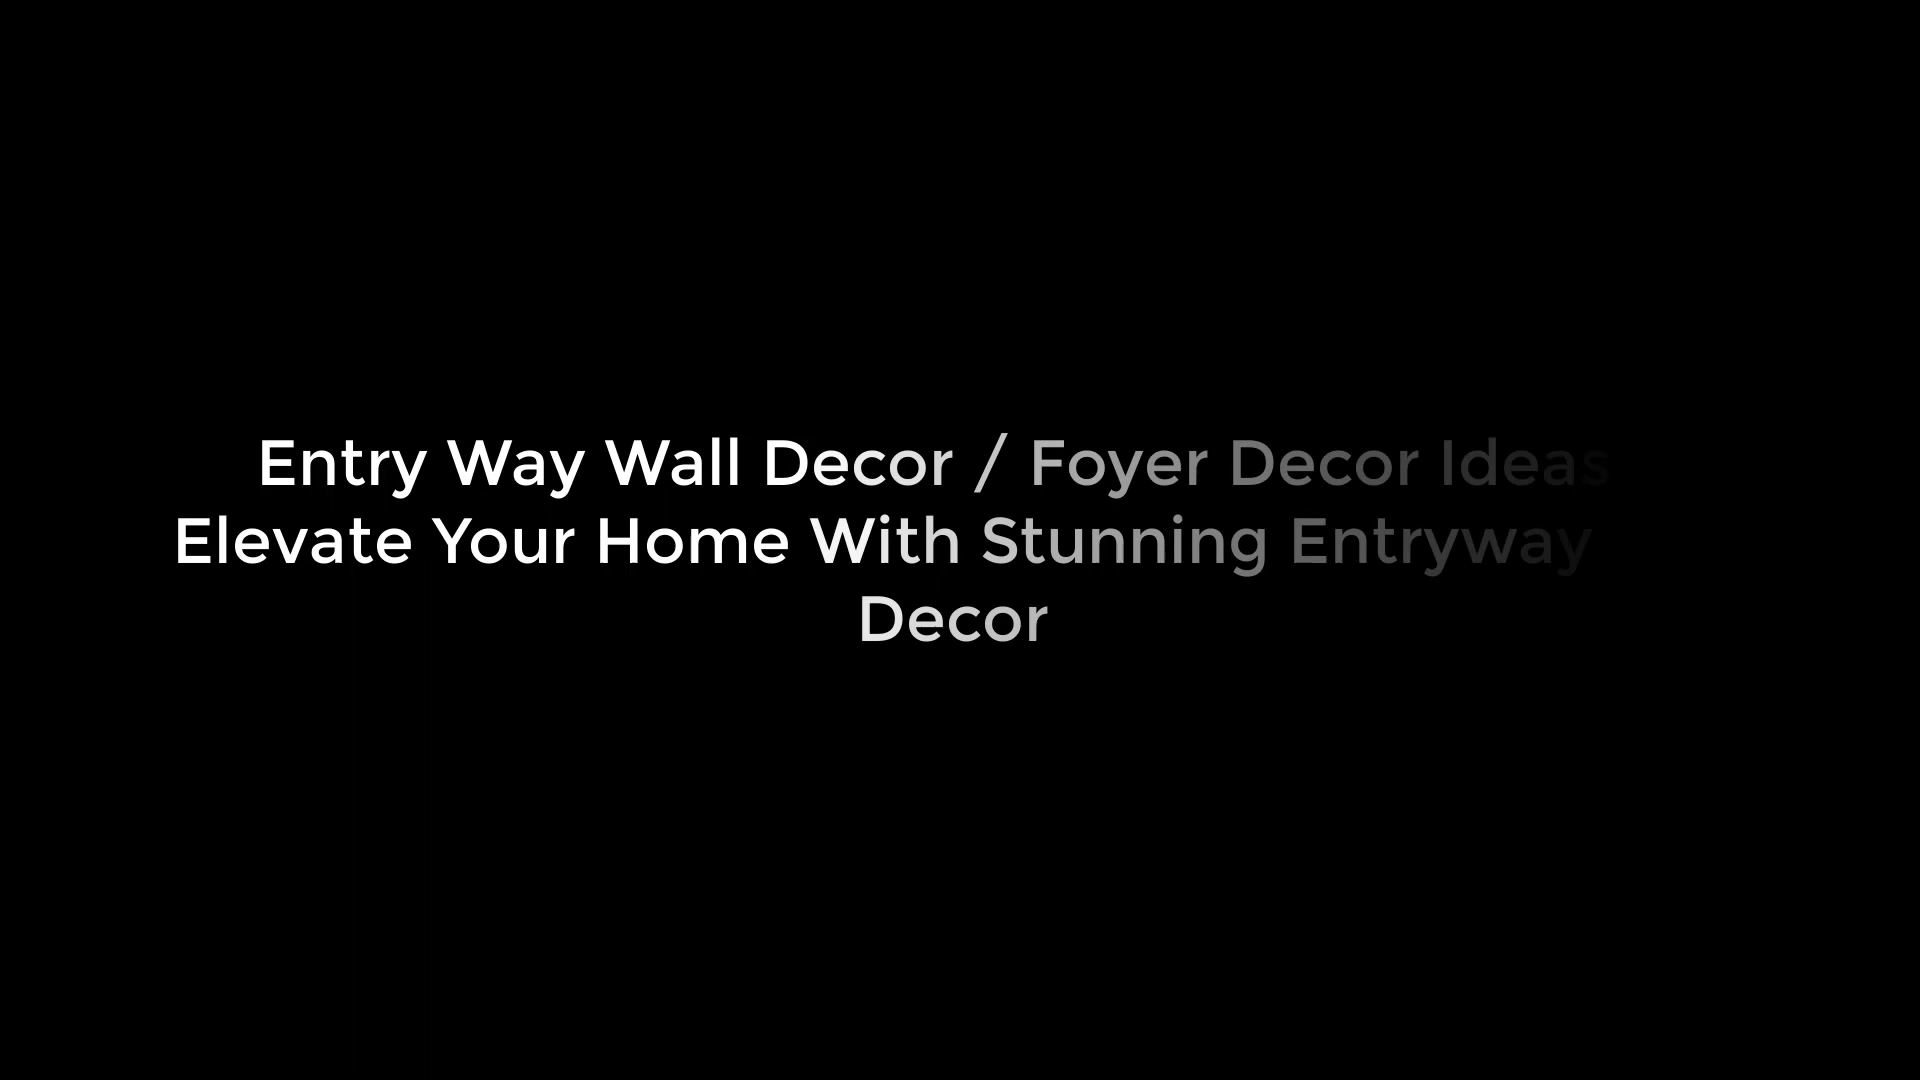 Entry Way Wall Decor / Foyer Decor Ideas
Elevate Your Home With Stunning Entryway
Decor